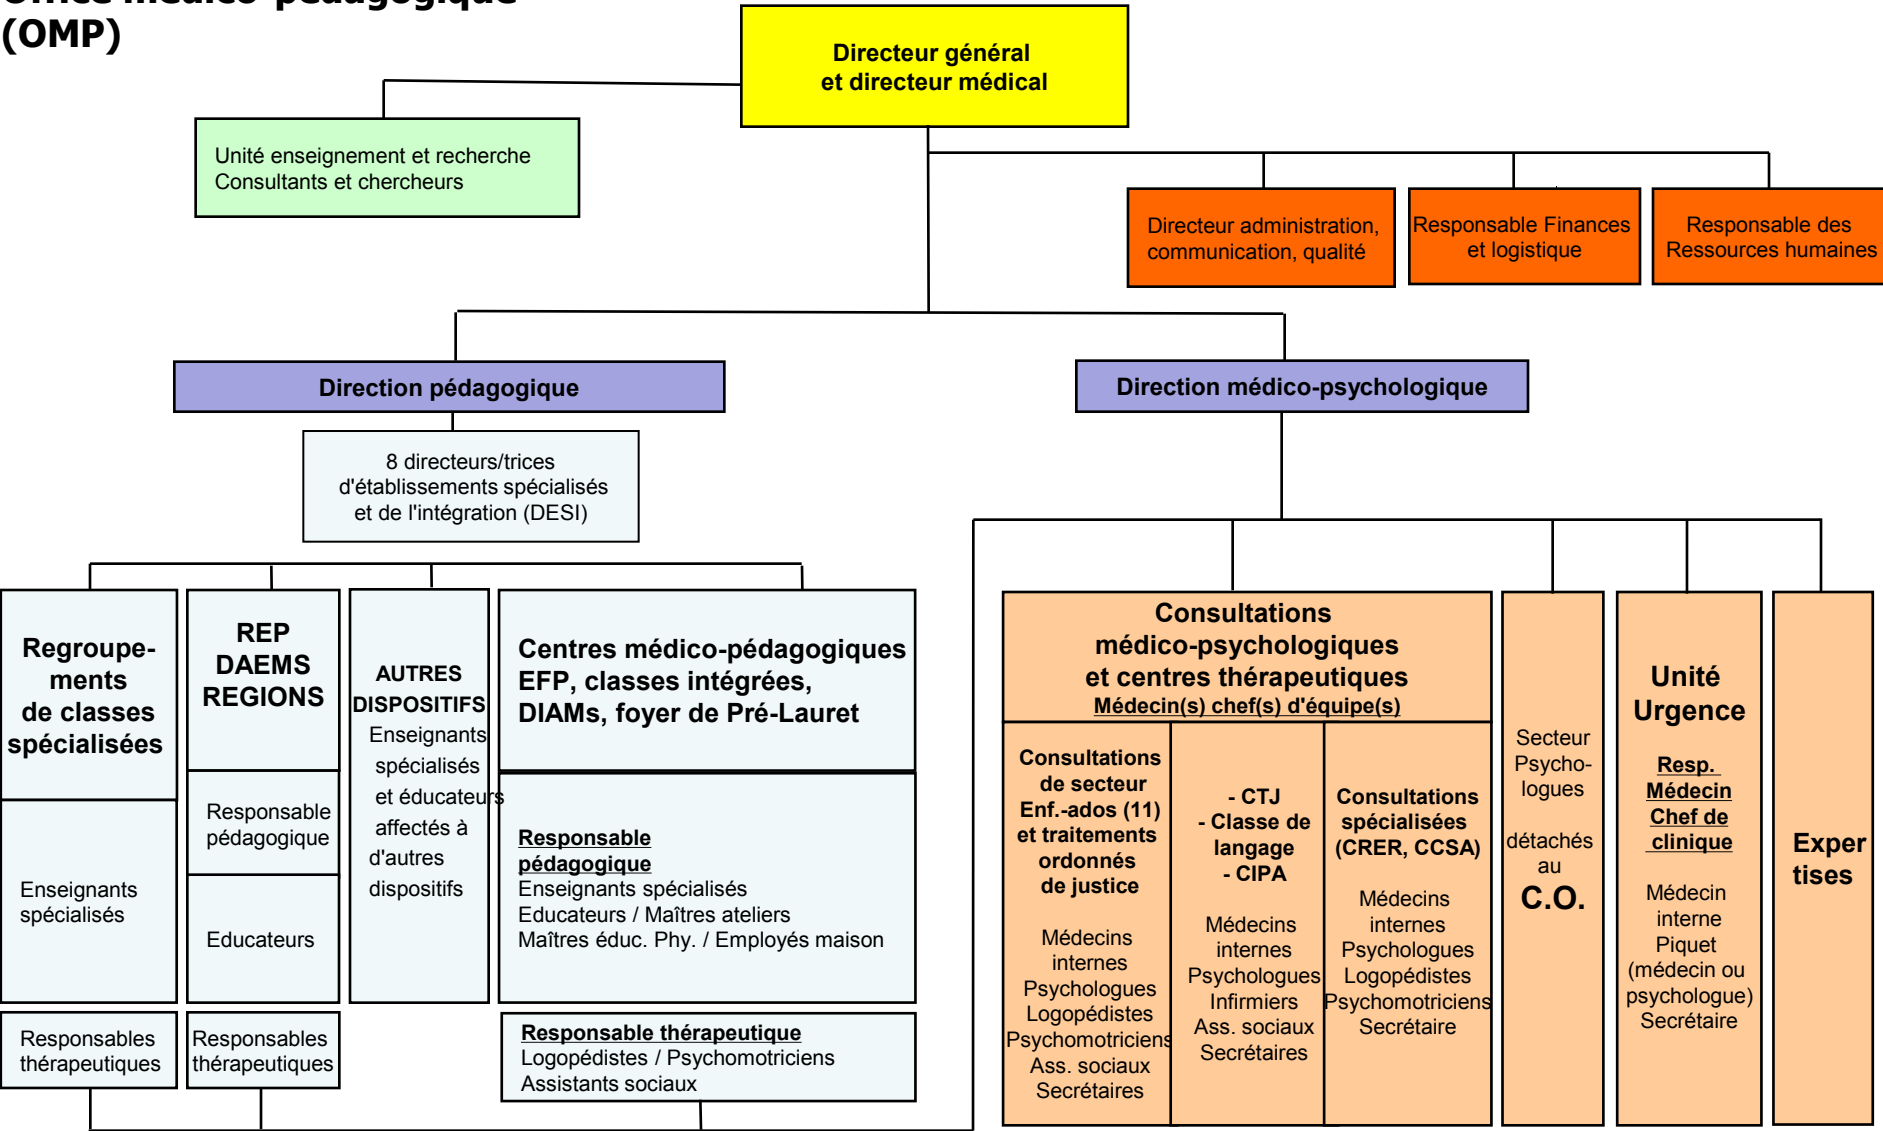 Office médico-pédagogique
(OMP)
Directeur général
et directeur médical
Unité enseignement et recherche
Consultants et chercheurs
Directeur administration,
communication, qualité
Responsable Finances
et logistique
Responsable des
Ressources humaines
Direction pédagogique
Direction médico-psychologique
8 directeurs/trices
d'établissements spécialisés
et de l'intégration (DESI)
Regroupe-
ments
de classes
spécialisées
Enseignants
spécialisés
Responsables
thérapeutiques
REP
DAEMS
REGIONS
Responsable
pédagogique
Educateurs
Responsables
thérapeutiques
AUTRES
DISPOSITIFS
Enseignants
spécialisés
et éducateurs
affectés à
d'autres
dispositifs
Centres médico-pédagogiques
EFP, classes intégrées,
DIAMs, foyer de Pré-Lauret
Responsable
pédagogique
Enseignants spécialisés
Educateurs / Maîtres ateliers
Maîtres éduc. Phy. / Employés maison
Responsable thérapeutique
Logopédistes / Psychomotriciens
Assistants sociaux
Consultations
médico-psychologiques
et centres thérapeutiques
Médecin(s) chef(s) d'équipe(s)
Consultations
de secteur
Enf.-ados (11)
et traitements
ordonnés
de justice
Médecins
internes
Psychologues
Logopédistes
Psychomotriciens
Ass. sociaux
Secrétaires
- CTJ
- Classe de
langage
- CIPA
Médecins
internes
Psychologues
Infirmiers
Ass. sociaux
Secrétaires
Consultations
spécialisées
(CRER, CCSA)
Médecins
internes
Psychologues
Logopédistes
Psychomotriciens
Secrétaire
Secteur
Psycho-
logues
détachés
au
C.O.
Unité
Urgence
Resp.
Médecin
Chef de
clinique
Médecin
interne
Piquet
(médecin ou
psychologue)
Secrétaire
Exper
tises